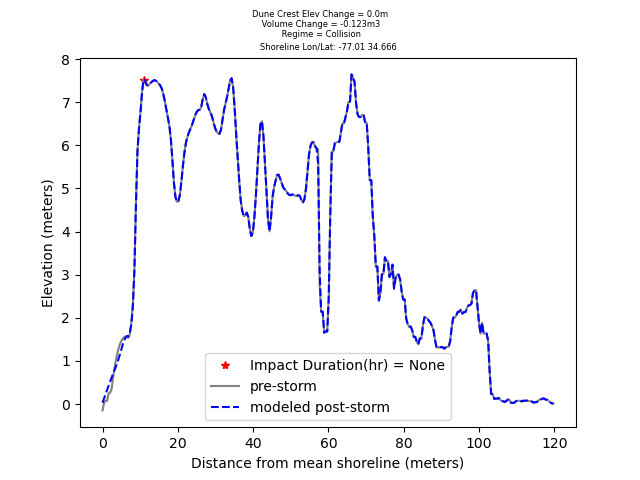 Dune Crest Elev Change = 0.0m
Volume Change = -0.123m3
Regime = Collision
Shoreline Lon/Lat: -77.01 34.666
8
7
6
5
4
3
2
1
0
Elevation (meters)
Impact Duration(hr) = None
pre-storm
modeled post-storm
0 20 40 60 80 100 120
Distance from mean shoreline (meters)